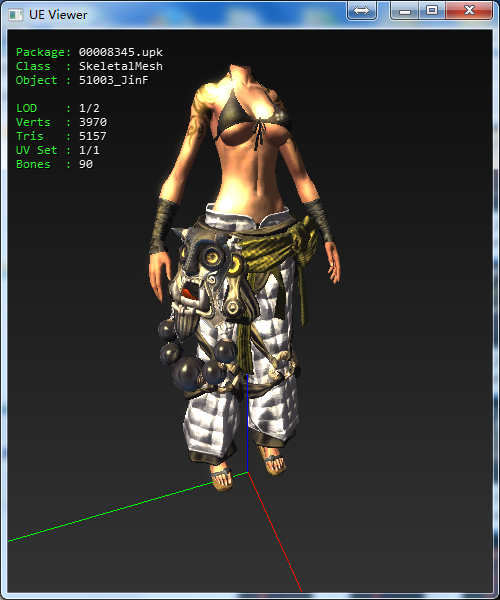 UE Viewer
Package: 00008345.upk
Class : SkeletalMesh
Object : 51003_JinF
LOD : 1/2
Verts : 3970
Tris : 5157
UV Set : 1/1
Bones : 90